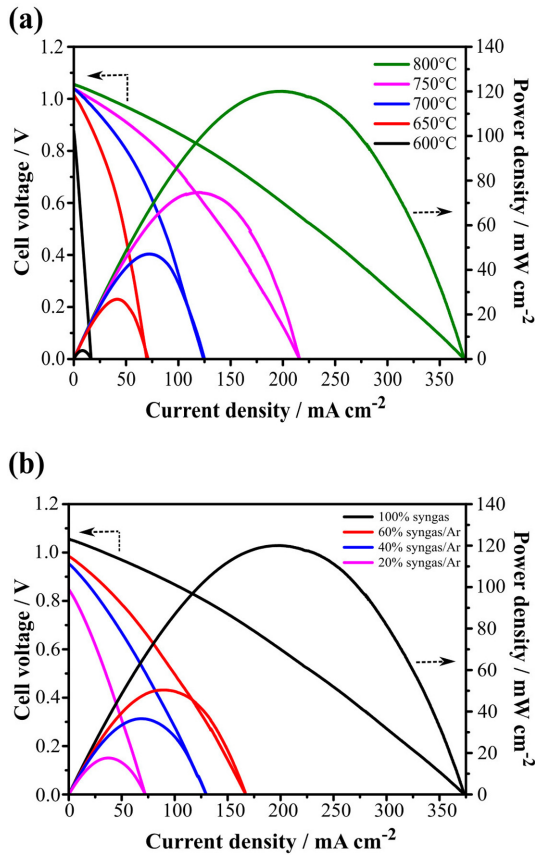 (a)
1.2
1.0
0.8
0.6
0.4
0.2
0.0
Cell voltage / V
140
120
100
80
60
40
20
0
Power density / mW cm-2
800°C
750°C
700°C
650°C
600°C
0 50 100 150 200 250 300 350
Current density / mA cm-2
(b)
1.2
1.0
0.8
0.6
0.4
0.2
0.0
Cell voltage / V
140
120
100
80
60
40
20
0
Power density / mW cm-2
100% syngas
60% syngas/Ar
40% syngas/Ar
20% syngas/Ar
0 50 100 150 200 250 300 350
Current density / mA cm-2